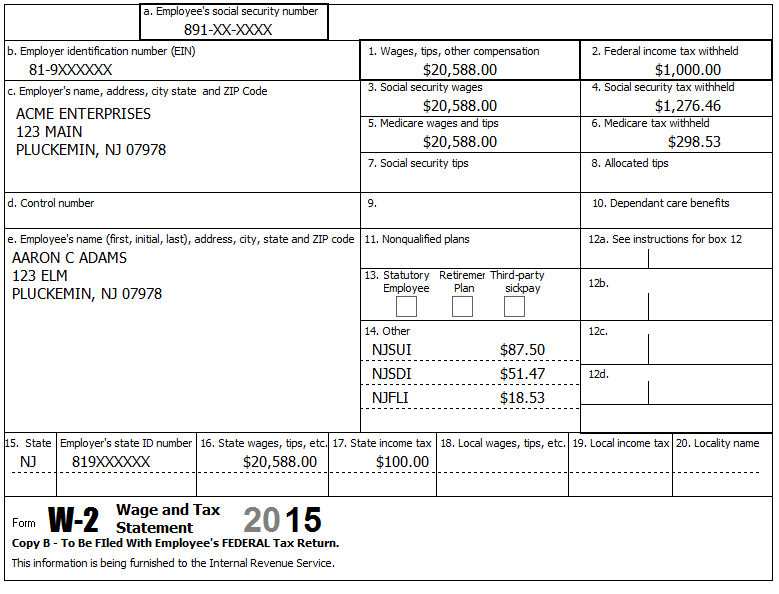 a. Employee's social security number
891-XX-XXXX
b. Employer identification number (EIN)
81-9XXXXXX
1. Wages, tips, other compensation
$20,588.00
2. Federal income tax withheld
$1,000.00
c. Employer's name, address, city state and ZIP Code
ACME ENTERPRISES
123 MAIN
PLUCKEMIN, NJ 07978
3. Social security wages
$20,588.00
4. Social security tax withheld
$1,276.46
5. Medicare wages and tips
$20,588.00
6. Medicare tax withheld
$298.53
7. Social security tips
8. Allocated tips
d. Control number
9.
10. Dependant care benefits
e. Employee's name (first, initial, last), address, city, state and ZIP code
AARON C ADAMS
123 ELM
PLUCKEMIN, NJ 07978
11. Nonqualified plans
12a. See instructions for box 12
13. Statutory Employee
Retiremer Plan
Third-party sickpay
12b.
14. Other
NJSUI $87.50
NJSDI $51.47
NJFLI $18.53
12c.
12d.
15. State
NJ
Employer's state ID number
819XXXXXX
16. State wages, tips, etc.
$20,588.00
17. State income tax
$100.00
18. Local wages, tips, etc.
19. Local income tax
20. Locality name
Form W-2 Wage and Tax Statement 2015
Copy B - To Be FIled With Employee's FEDERAL Tax Return.
This information is being furnished to the Internal Revenue Service.